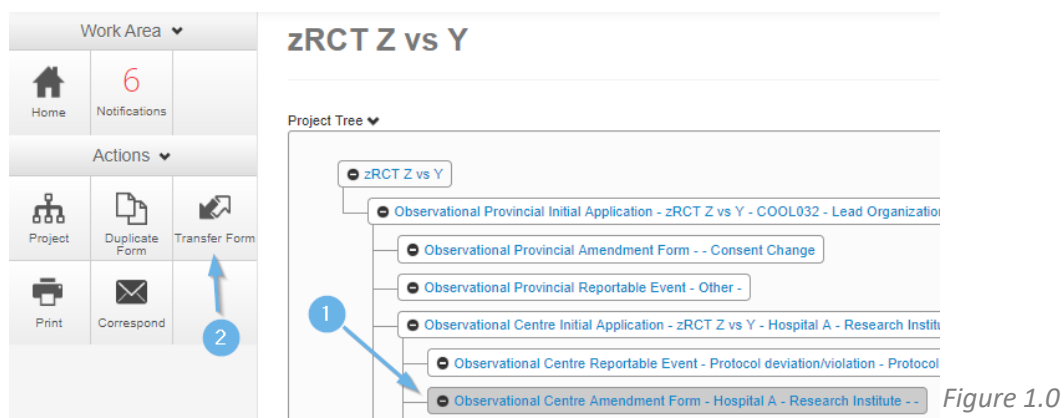 Work Area
Home
6
Notifications
Actions
Project
Duplicate
Form
Transfer Form
Print
Correspond
2
zRCT Z vs Y
Project Tree
zRCT Z vs Y
Observational Provincial Initial Application - zRCT Z vs Y - COOL032 - Lead Organization
Observational Provincial Amendment Form - - Consent Change
Observational Provincial Reportable Event - Other -
1
Observational Centre Initial Application - zRCT Z vs Y - Hospital A - Research Institu
Observational Centre Reportable Event - Protocol deviation/violation - Protocol
Observational Centre Amendment Form - Hospital A - Research Institute - -
Figure 1.0